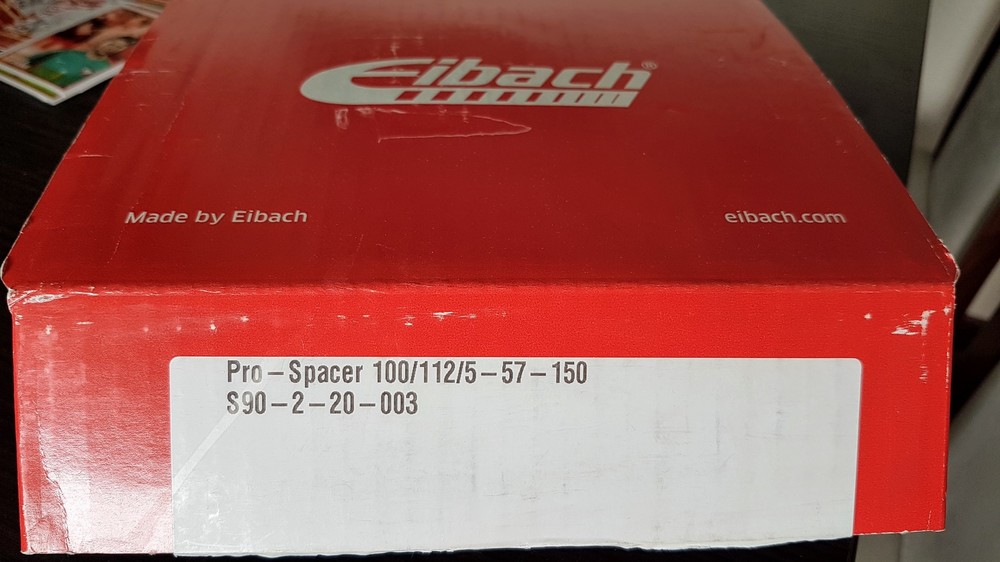 Eibach®
Made by Eibach
eibach.com
Pro-Spacer 100/112/5-57-150
S90-2-20-003